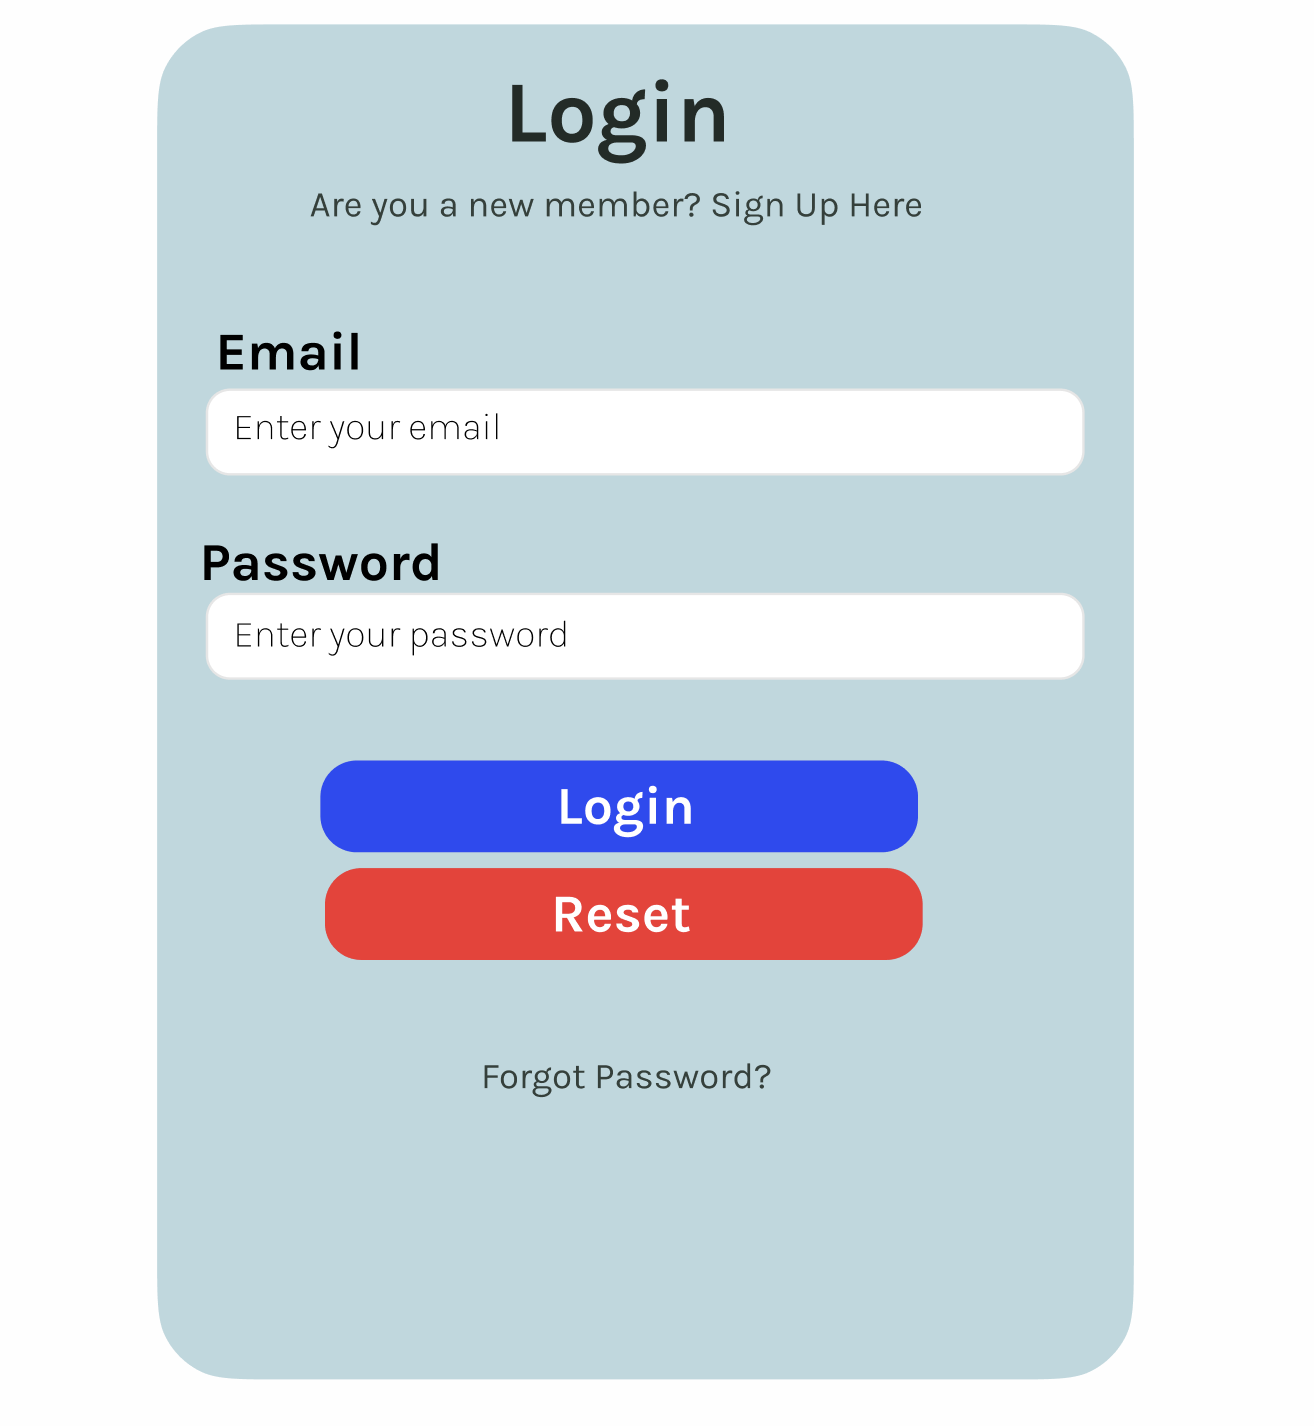 Login
Are you a new member? Sign Up Here
Email
Enter your email
Password
Enter your password
Login
Reset
Forgot Password?